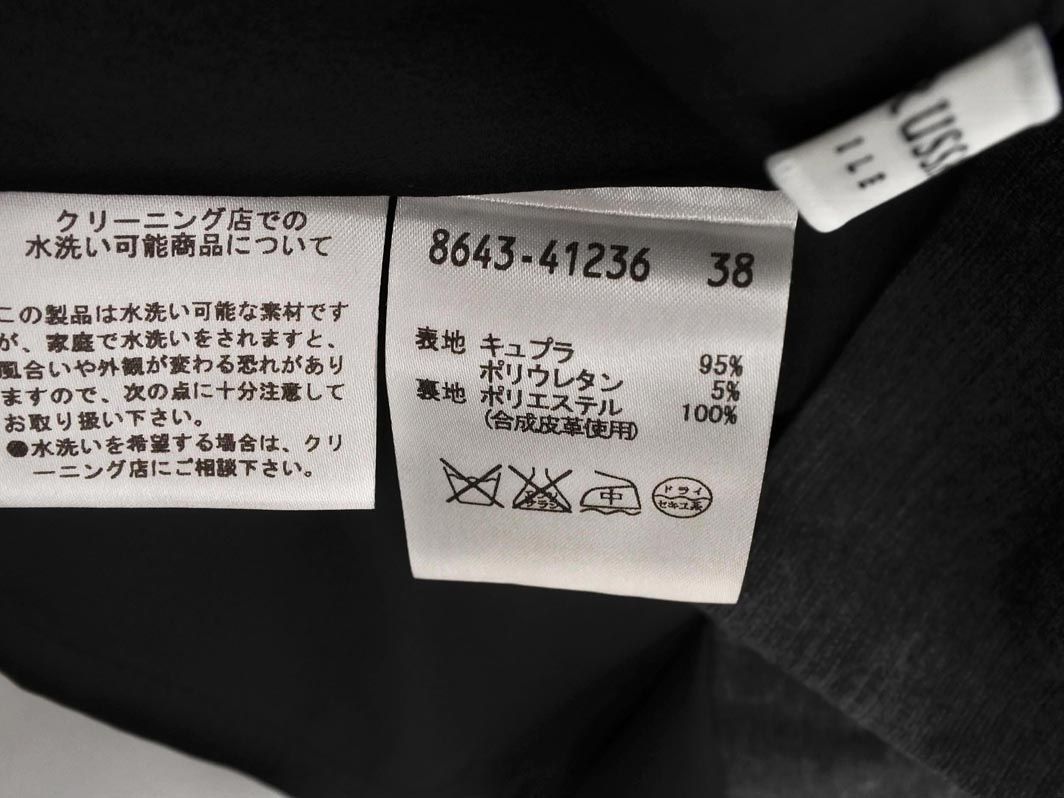 クリーニング店での
水洗い可能商品について
この製品は水洗い可能な素材です
が、家庭で水洗いをされますと、
風合いや外観が変わる恐れがあり
ますので、次の点に十分注意して
お取り扱い下さい。
●水洗いを希望する場合は、クリ
ーニング店にご相談下さい。
8643-41236 38
表地 キュプラ 95%
ポリウレタン 5%
裏地 ポリエステル 100%
(合成皮革使用)
中
ドライ
セキユ系